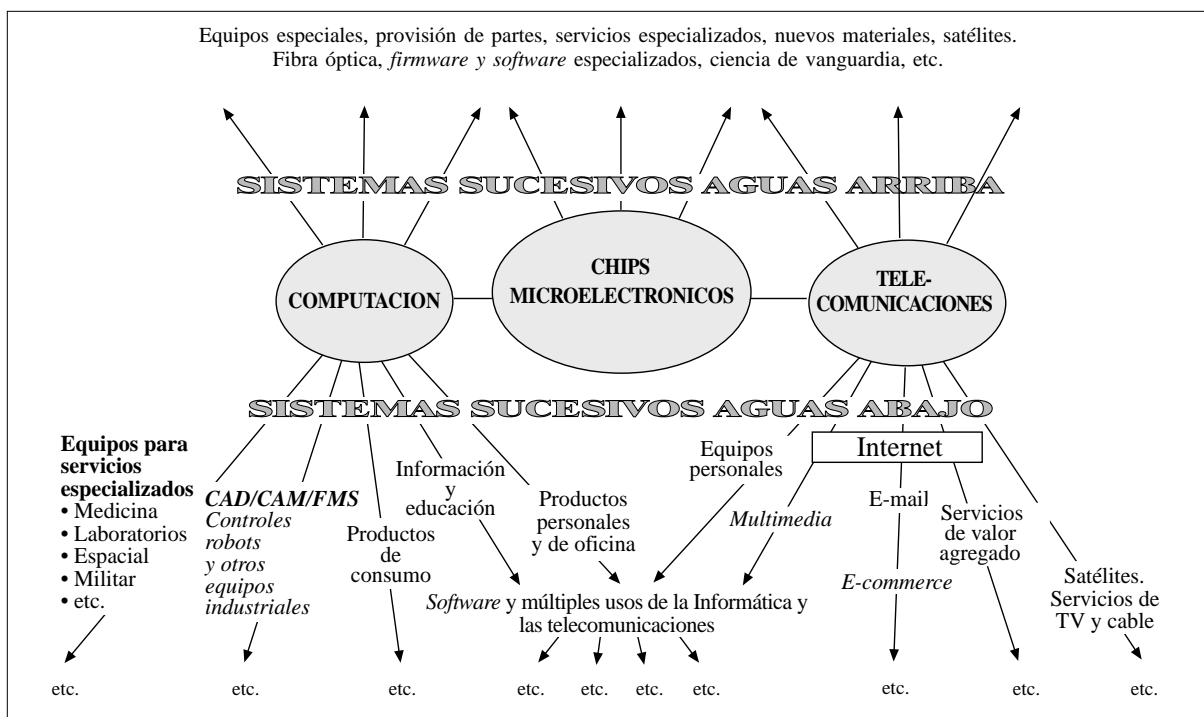 Equipos especiales, provisión de partes, servicios especializados, nuevos materiales, satélites.
Fibra óptica, firmware y software especializados, ciencia de vanguardia, etc.
SISTEMAS SUCESIVOS AGUAS ARRIBA
COMPUTACION
CHIPS
MICROELECTRONICOS
TELE-
COMUNICACIONES
SISTEMAS SUCESIVOS AGUAS ABAJO
Equipos para
servicios
especializados
• Medicina
• Laboratorios
• Espacial
• Militar
• etc.
CAD/CAM/FMS
Controles
robots
y otros
equipos
industriales
Productos
de
consumo
Información
y
educación
Productos
personales
y de oficina
Equipos
personales
Multimedia
Internet
E-mail
E-commerce
Servicios
de valor
agregado
Satélites.
Servicios de
TV y cable
Software y múltiples usos de la Informática y
las telecomunicaciones
etc.
etc.
etc.
etc.
etc.
etc.
etc.
etc.
etc.
etc.